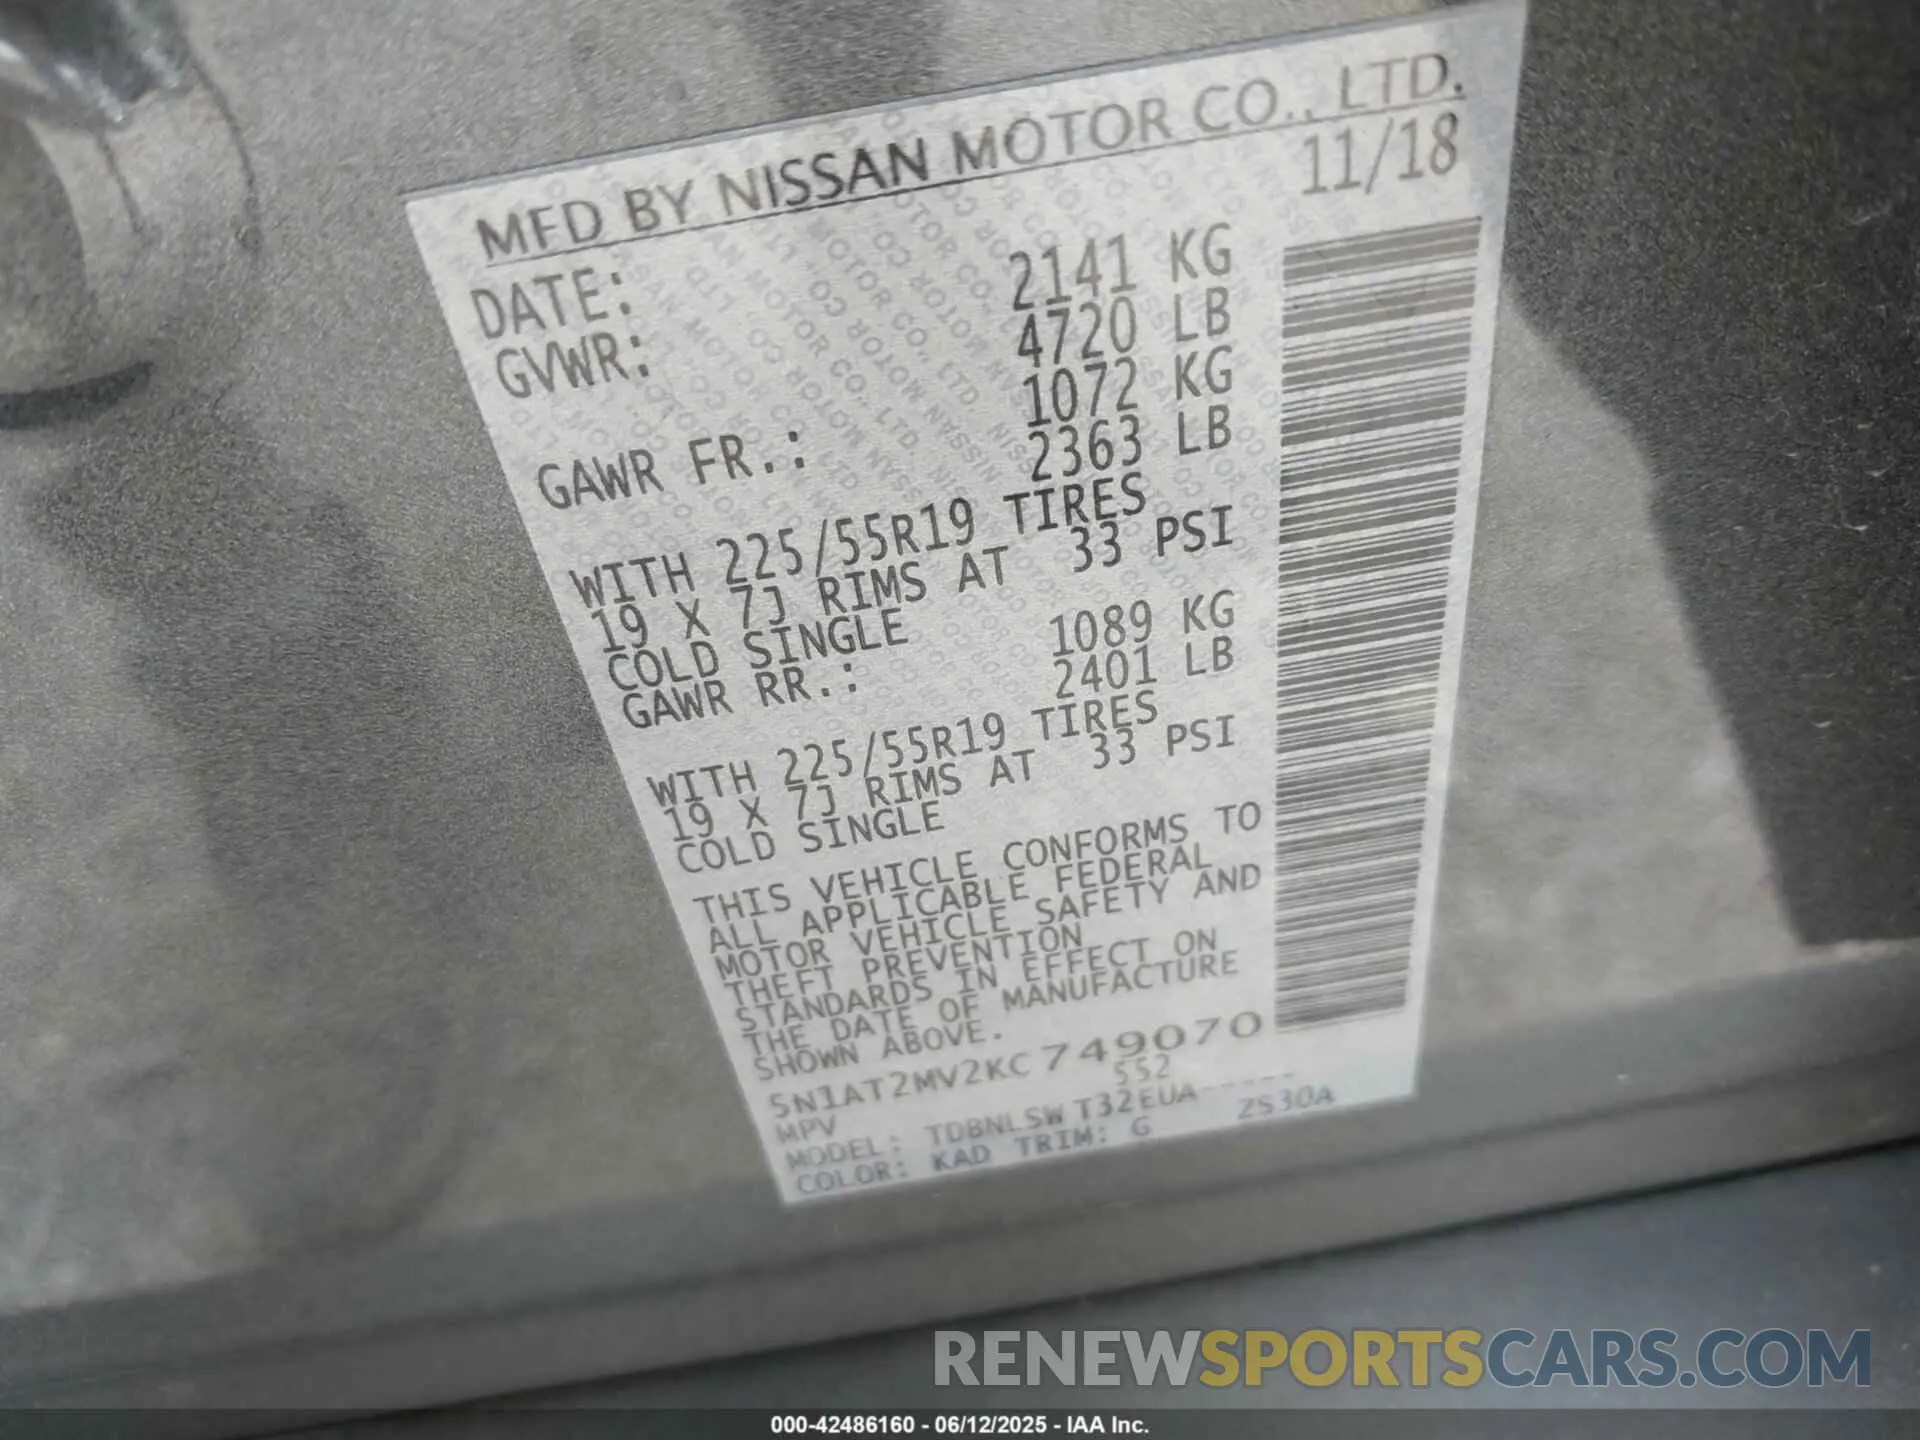 MFD BY NISSAN MOTOR CO., LTD.
DATE: 11/18
GVWR: 2141 KG
4720 LB
GAWR FR.: 1072 KG
2363 LB
WITH 225/55R19 TIRES
19 X 7J RIMS AT 33 PSI
COLD SINGLE
GAWR RR.: 1089 KG
2401 LB
WITH 225/55R19 TIRES
19 X 7J RIMS AT 33 PSI
COLD SINGLE
THIS VEHICLE CONFORMS TO
ALL APPLICABLE FEDERAL
MOTOR VEHICLE SAFETY AND
THEFT PREVENTION
STANDARDS IN EFFECT ON
THE DATE OF MANUFACTURE
SHOWN ABOVE.
5N1AT2MV2KC749070
MPV 552
MODEL: TDBNLSW T32EUA-----
COLOR: KAD TRIM: G ZS30A
RENEWSPORTSCARS.COM
000-42486160 - 06/12/2025 - IAA Inc.